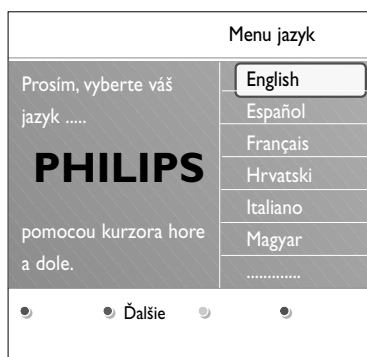 Menu jazyk
Prosím, vyberte váš
jazyk .....
PHILIPS
pomocou kurzora hore
a dole.
English
Español
Français
Hrvatski
Italiano
Magyar
.............
Ďalšie